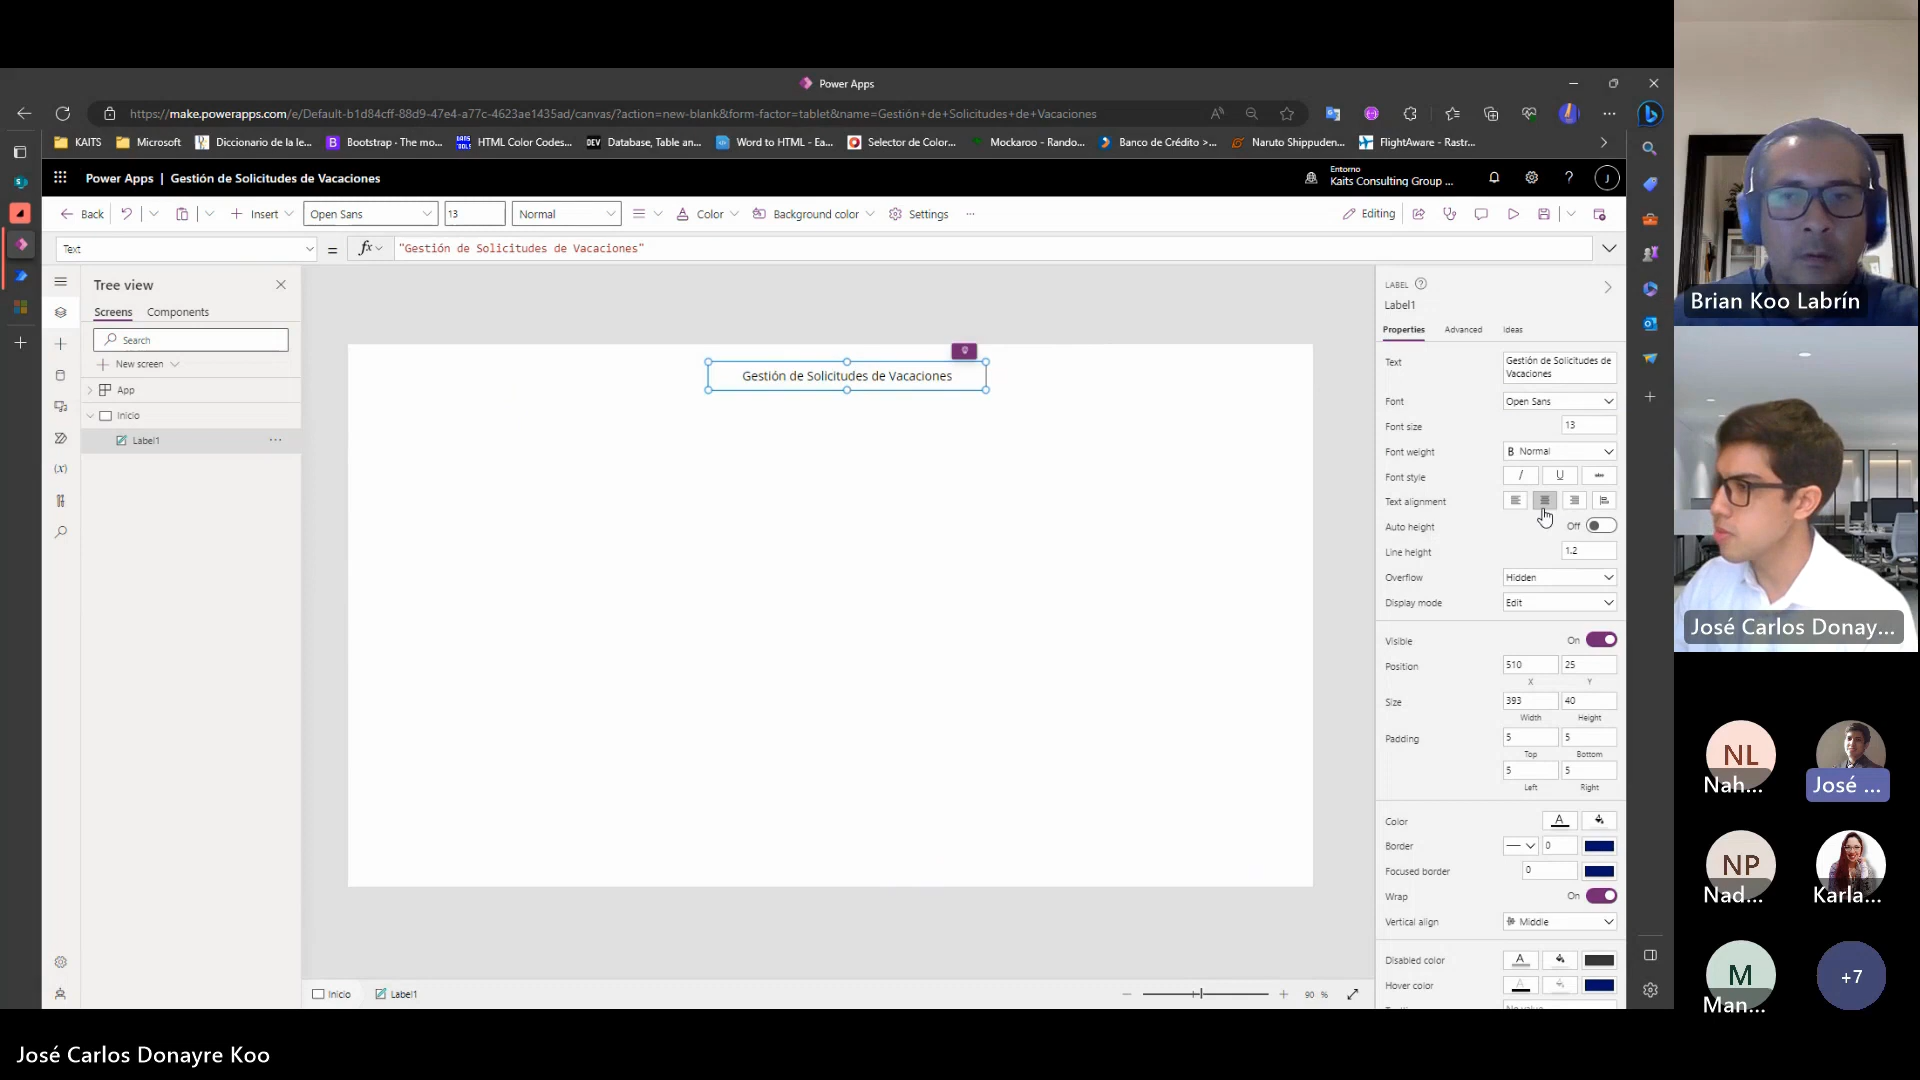 Power Apps
https://make.powerapps.com/e/Default-b1d84cff-88d9-47e4-a77c-4623ae1435ad/canvas/?action=new-blank&form-factor=tablet&name=Gestión+de+Solicitudes+de+Vacaciones
KAITS
Microsoft
Diccionario de la le...
Bootstrap · The mo...
HTML Color Codes...
Database, Table an...
Word to HTML - Ea...
Selector de Color...
Mockaroo - Rando...
Banco de Crédito >...
Naruto Shippuden...
FlightAware - Rastr...
Power Apps | Gestión de Solicitudes de Vacaciones
Entorno
Kaits Consulting Group ...
J
Back
Insert
Open Sans
13
Normal
Color
Background color
Settings
...
Editing
Text
=
fx
"Gestión de Solicitudes de Vacaciones"
Tree view
Screens
Components
Search
New screen
App
Inicio
Label1
Gestión de Solicitudes de Vacaciones
LABEL
Label1
Properties
Advanced
Ideas
Text
Gestión de Solicitudes de
Vacaciones
Font
Open Sans
Font size
13
Font weight
B Normal
Font style
Text alignment
Auto height
Off
Line height
1.2
Overflow
Hidden
Display mode
Edit
Visible
On
Position
510
25
X
Y
Size
393
40
Width
Height
Padding
5
5
Top
Bottom
5
5
Left
Right
Color
Border
0
Focused border
0
Wrap
On
Vertical align
Middle
Disabled color
Hover color
Inicio
Label1
90 %
Brian Koo Labrín
José Carlos Donay...
NL
Nah...
José ...
NP
Nad...
Karla...
M
Man...
+7
José Carlos Donayre Koo